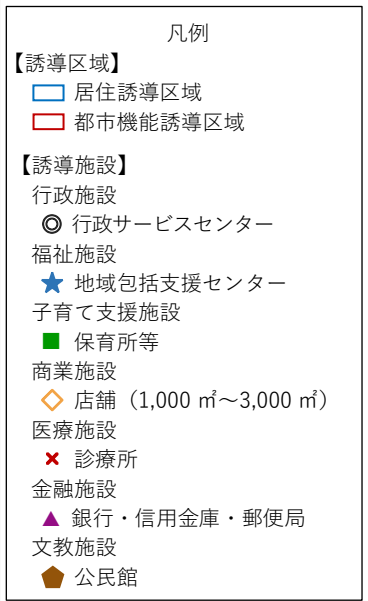 凡例
【誘導区域】
居住誘導区域
都市機能誘導区域
【誘導施設】
行政施設
行政サービスセンター
福祉施設
地域包括支援センター
子育て支援施設
保育所等
商業施設
店舗（1,000 ㎡～3,000 ㎡）
医療施設
診療所
金融施設
銀行・信用金庫・郵便局
文教施設
公民館